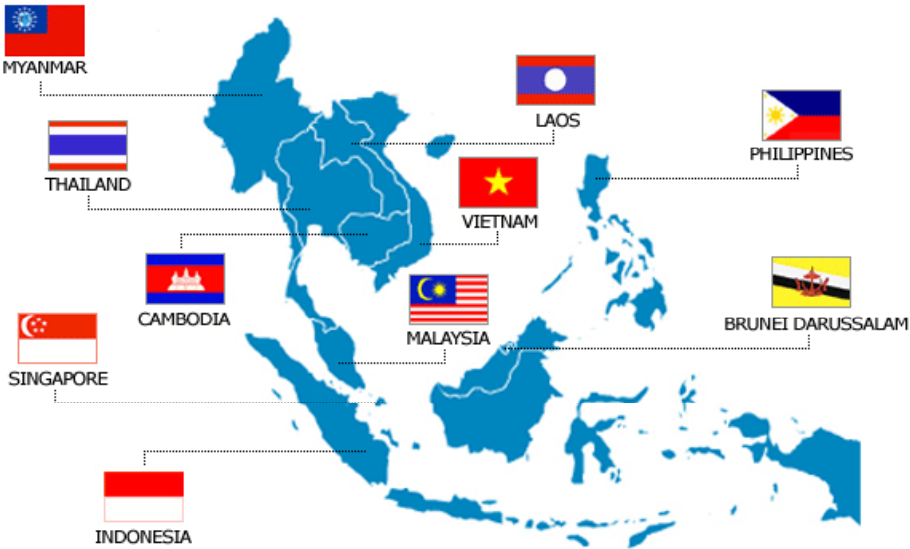 MYANMAR
LAOS
PHILIPPINES
THAILAND
VIETNAM
CAMBODIA
MALAYSIA
BRUNEI DARUSSALAM
SINGAPORE
INDONESIA